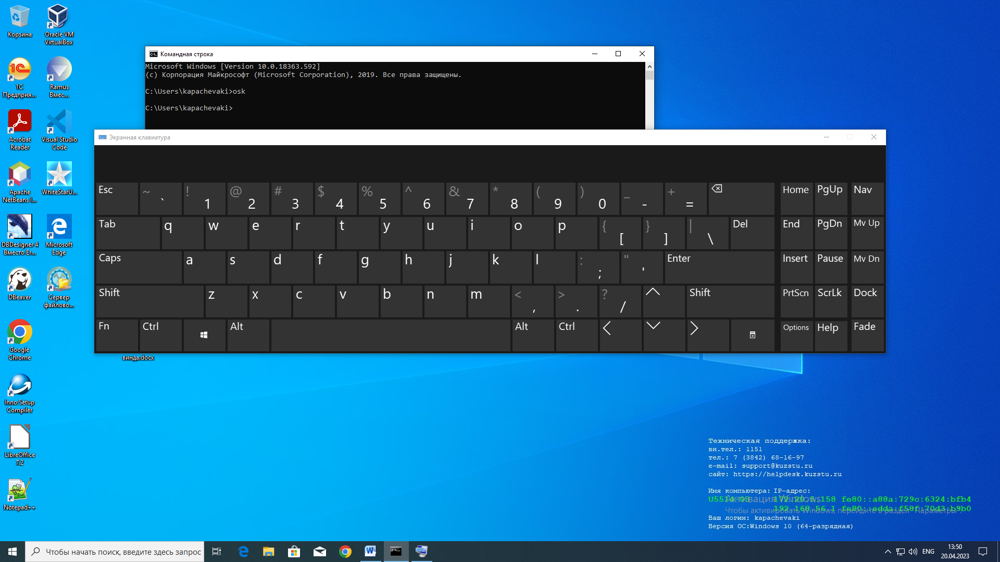 Корзина
Oracle VM
VirtualBox
1С
Предприя...
Ramus
Вмес...
Acrobat
Reader
Visual Studio
Code
Apache
NetBeans I...
WhiteStarU...
DBDesigner 4
Вместо Er...
Microsoft
Edge
DBeaver
Сервер
файлово...
Google
Chrome
Inno Setup
Compiler
LibreOffice
7.2
Notepad++
винда.docx
Командная строка
Microsoft Windows [Version 10.0.18363.592]
(c) Корпорация Майкрософт (Microsoft Corporation), 2019. Все права защищены.
C:\Users\kapachevaki>osk
C:\Users\kapachevaki>
Экранная клавиатура
Esc ~ ` ! 1 @ 2 # 3 $ 4 % 5 ^ 6 & 7 * 8 ( 9 ) 0 _ - + = Home PgUp Nav
Tab q w e r t y u i o p { [ } ] | \ Del End PgDn Mv Up
Caps a s d f g h j k l : ; " ' Enter Insert Pause Mv Dn
Shift z x c v b n m < , > . ? / Shift PrtScn ScrLk Dock
Fn Ctrl Alt Alt Ctrl Options Help Fade
Техническая поддержка:
вн.тел.: 1151
тел.: 7 (3842) 68-16-97
e-mail: support@kuzstu.ru
сайт: https://helpdesk.kuzstu.ru
Имя компьютера: IP-адрес:
U5514-03 172.20.5.158 fe80::a88a:729c:6324:bfb4
192.168.56.1 fe80::edda:f58f:70d3:b9b0
Активация Windows
Чтобы активировать Windows, перейдите в раздел "Параметры".
Ваш логин: kapachevaki
Версия ОС:Windows 10 (64-разрядная)
Чтобы начать поиск, введите здесь запрос
ENG
13:50
20.04.2023